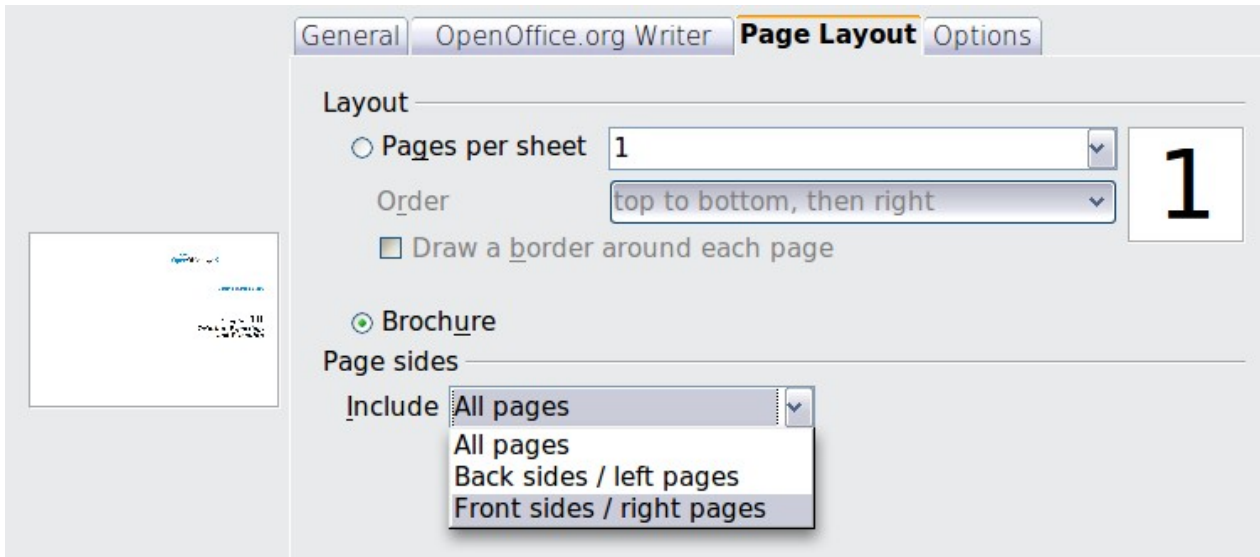 General OpenOffice.org Writer Page Layout Options
Layout
Pages per sheet 1
1
Order top to bottom, then right
Draw a border around each page
Brochure
Page sides
Include All pages
All pages
Back sides / left pages
Front sides / right pages